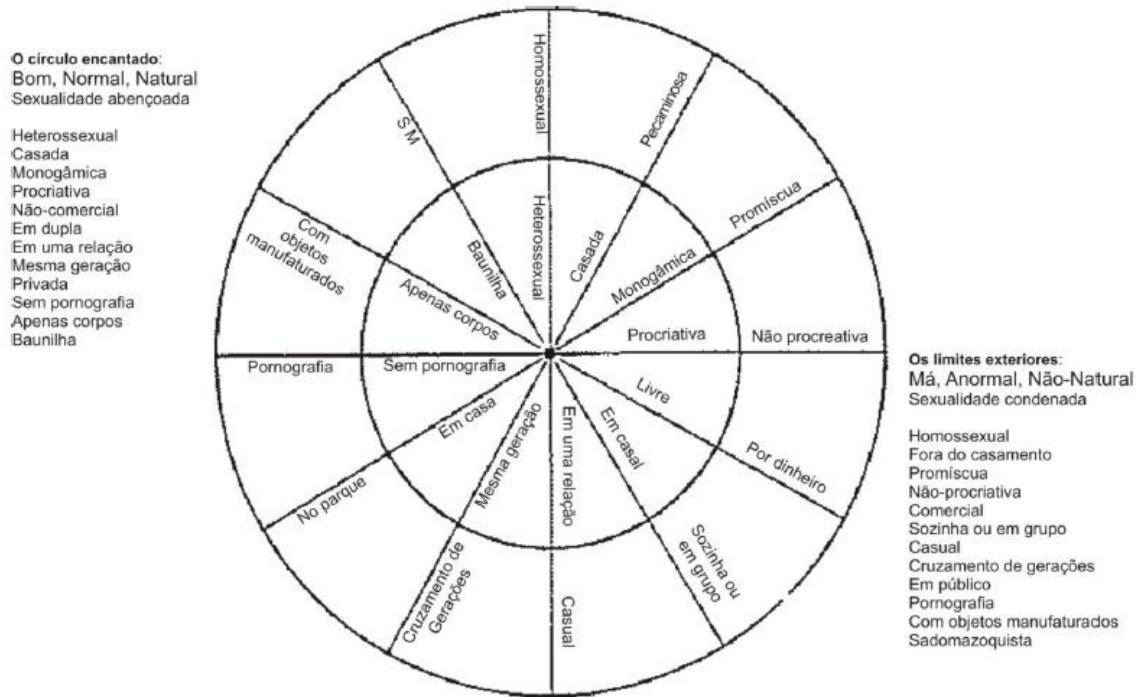 O círculo encantado:
Bom, Normal, Natural
Sexualidade abençoada
Heterossexual
Casada
Monogâmica
Procriativa
Não-comercial
Em dupla
Em uma relação
Mesma geração
Privada
Sem pornografia
Apenas corpos
Baunilha
Homossexual
Pecaminosa
Promíscua
Não procreativa
Por dinheiro
Sozinha ou
em grupo
Casual
Cruzamento de
Gerações
No parque
Pornografia
Com
objetos
manufaturados
S M
Heterossexual
Casada
Monogâmica
Procriativa
Livre
Em casal
Em uma relação
Mesma geração
Em casa
Sem pornografia
Apenas corpos
Baunilha
Os limites exteriores:
Má, Anormal, Não-Natural
Sexualidade condenada
Homossexual
Fora do casamento
Promíscua
Não-procriativa
Comercial
Sozinha ou em grupo
Casual
Cruzamento de gerações
Em público
Pornografia
Com objetos manufaturados
Sadomazoquista